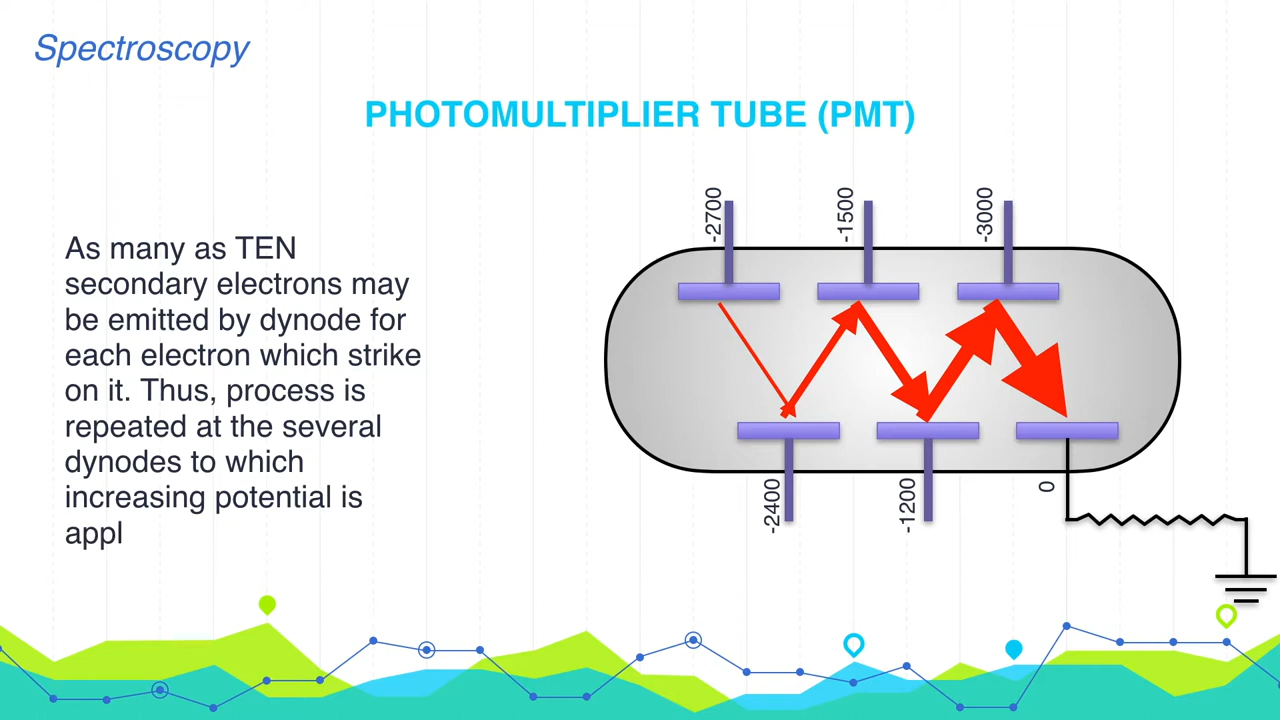 Spectroscopy
PHOTOMULTIPLIER TUBE (PMT)
-2700
-1500
-3000
As many as TEN
secondary electrons may
be emitted by dynode for
each electron which strike
on it. Thus, process is
repeated at the several
dynodes to which
increasing potential is
appl
-2400
-1200
0